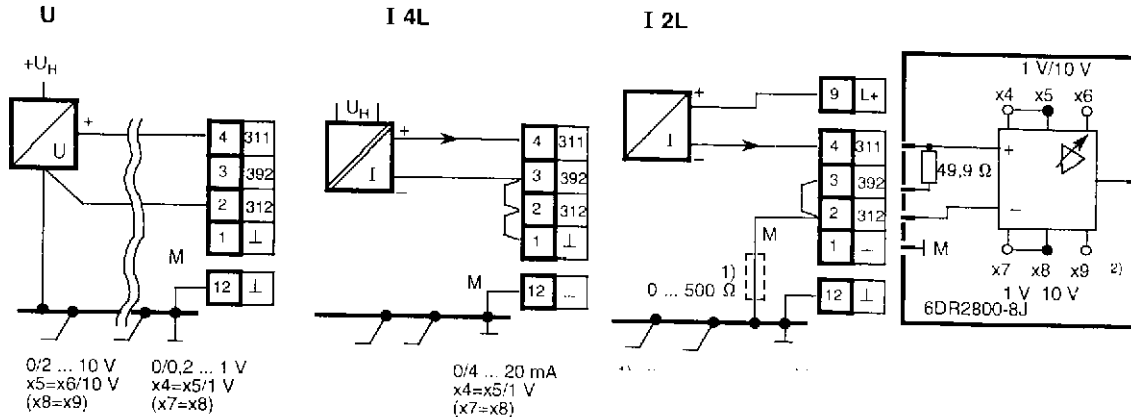 U
+U_H
+
U
4 311
3 392
2 312
1 ⊥
M
12 ⊥
0/2 ... 10 V
x5=x6/10 V
(x8=x9)
0/0,2 ... 1 V
x4=x5/1 V
(x7=x8)
I 4L
U_H
+
I
–
4 311
3 392
2 312
1 ⊥
M
12 ...
0/4 ... 20 mA
x4=x5/1 V
(x7=x8)
I 2L
+
I
–
9 L+
4 311
3 392
2 312
1 –
M
1)
0 ... 500 Ω
12 ⊥
1 V/10 V
x4 x5 x6
+
49,9 Ω
–
M
x7 x8 x9 2)
1 V 10 V
6DR2800-8J